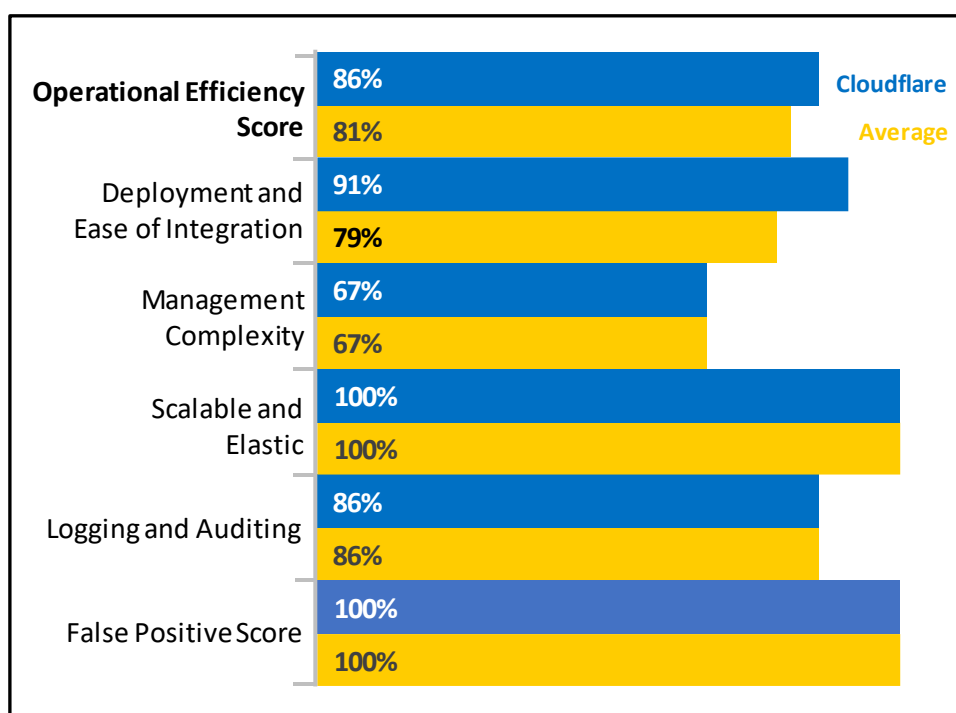 Operational Efficiency
Score
86%
81%
Cloudflare
Average
Deployment and
Ease of Integration
91%
79%
Management
Complexity
67%
67%
Scalable and
Elastic
100%
100%
Logging and Auditing
86%
86%
False Positive Score
100%
100%